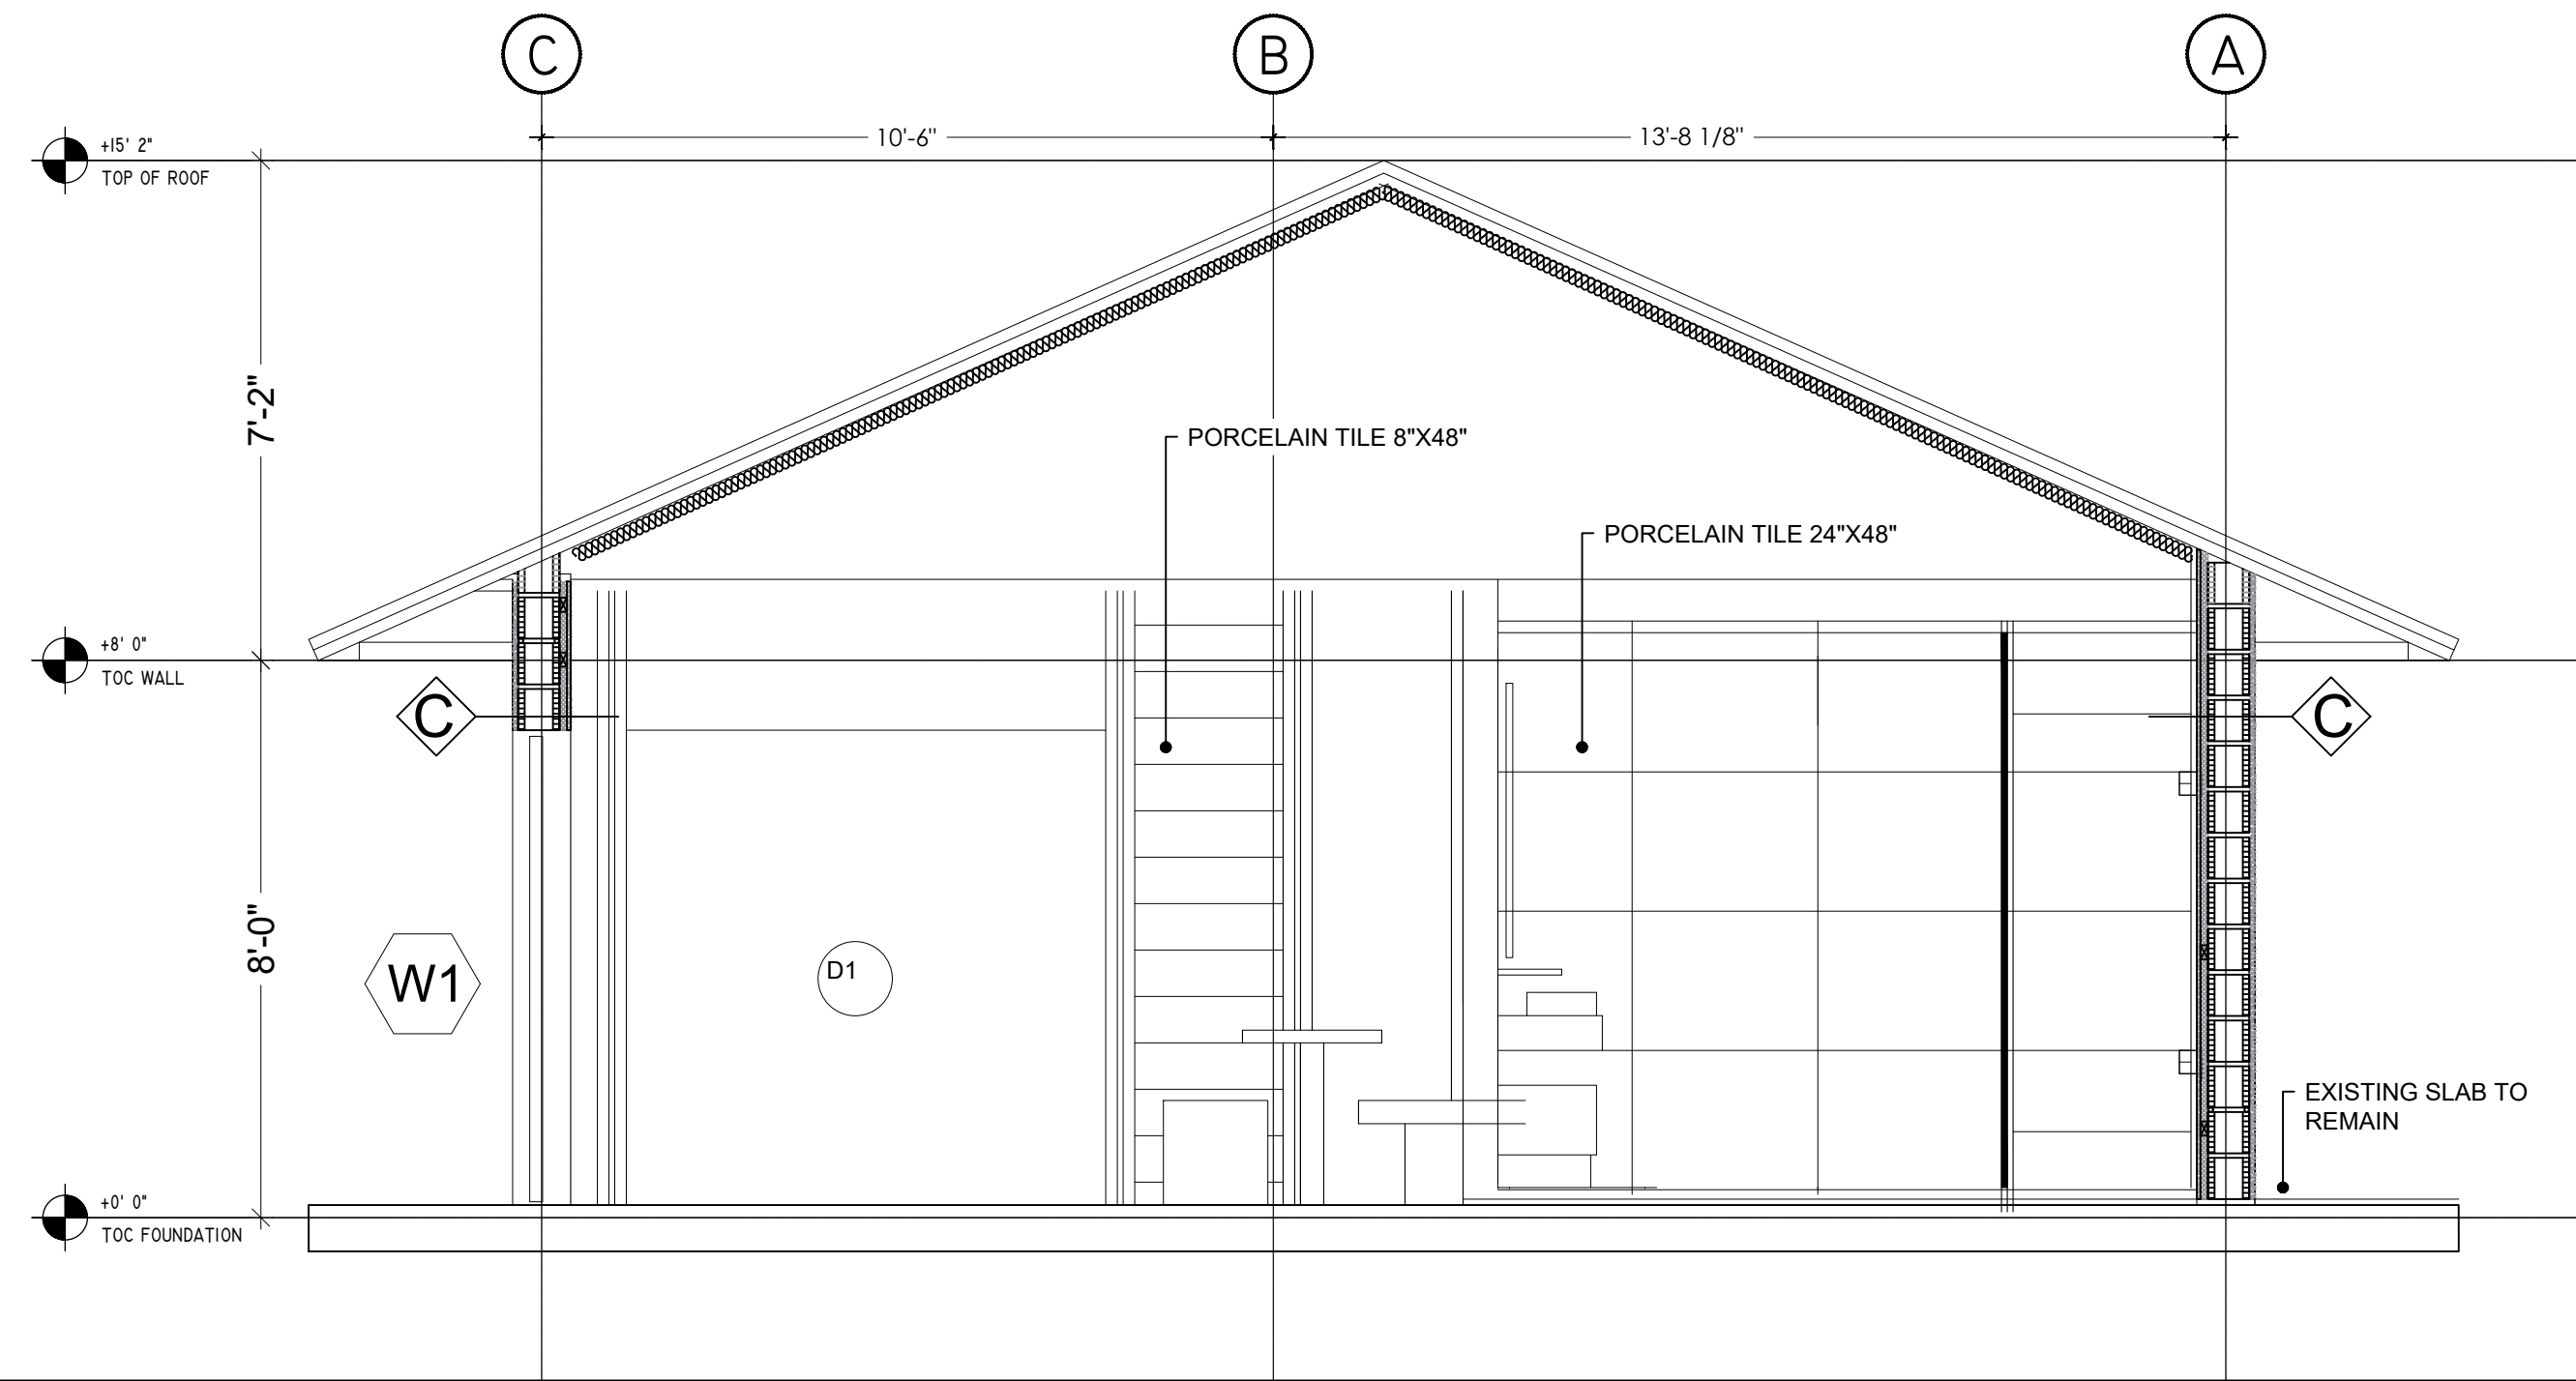 C
B
A
10'-6"
13'-8 1/8"
+15' 2"
TOP OF ROOF
7'-2"
PORCELAIN TILE 8"X48"
PORCELAIN TILE 24"X48"
+8' 0"
TOC WALL
C
C
8'-0"
W1
D1
EXISTING SLAB TO
REMAIN
+0' 0"
TOC FOUNDATION